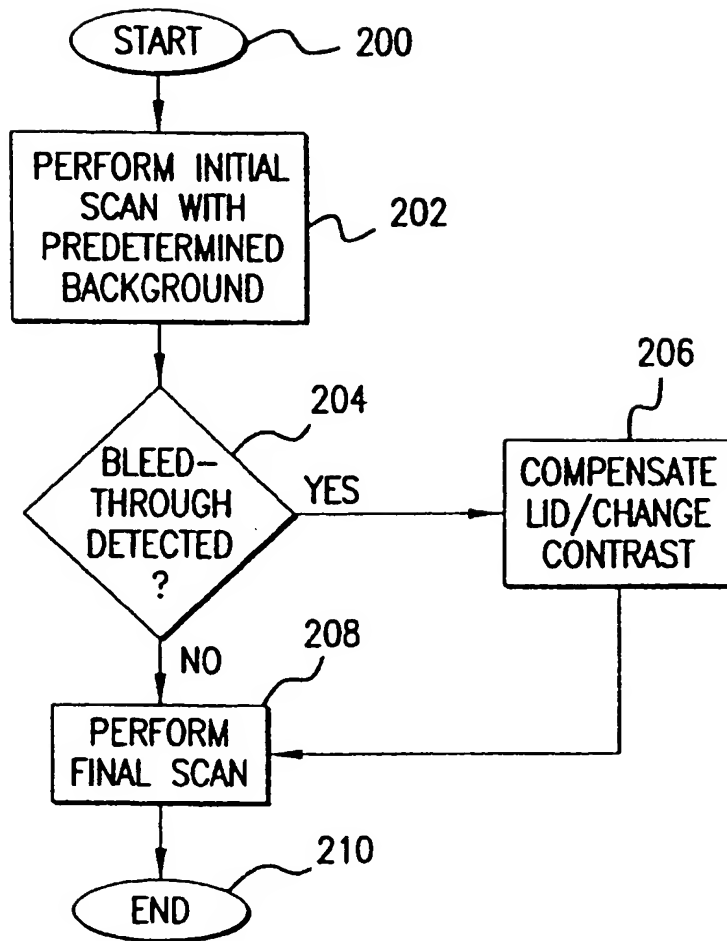 START
200
PERFORM INITIAL
SCAN WITH
PREDETERMINED
BACKGROUND
202
204
BLEED-
THROUGH
DETECTED
?
YES
206
COMPENSATE
LID/CHANGE
CONTRAST
NO
208
PERFORM
FINAL SCAN
210
END